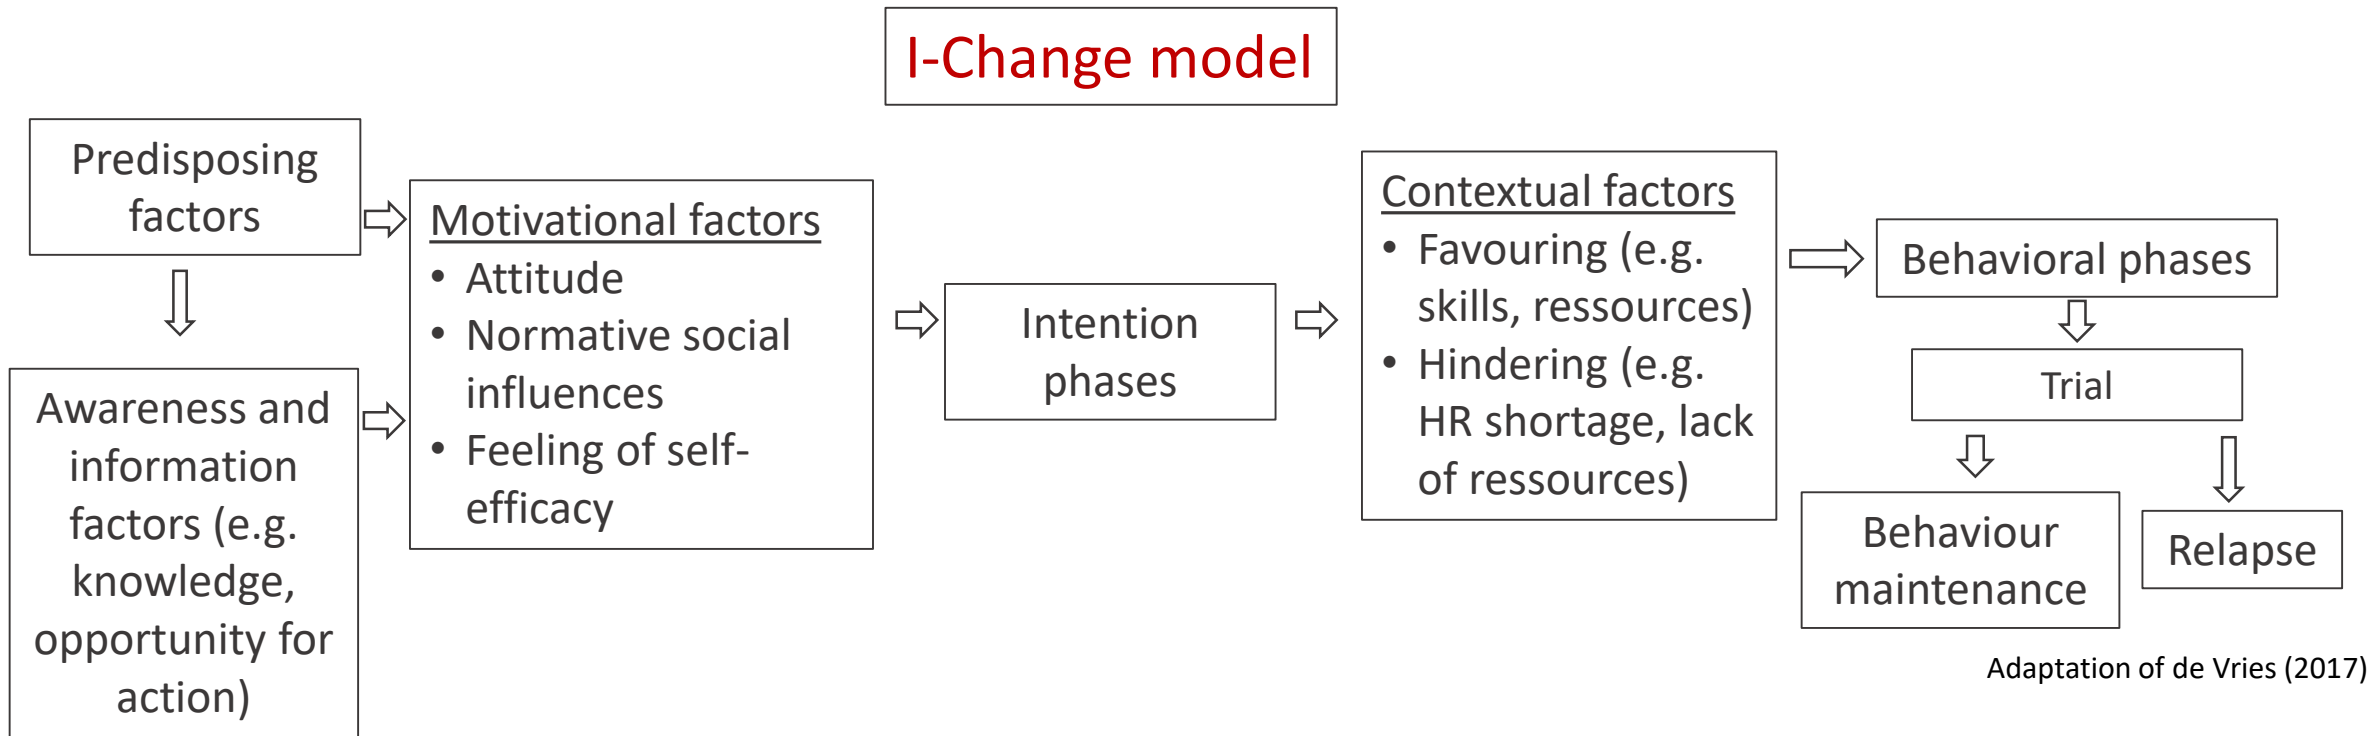 I-Change model
Predisposing
factors
Awareness and
information
factors (e.g.
knowledge,
opportunity for
action)
Motivational factors
• Attitude
• Normative social
influences
• Feeling of self-
efficacy
Intention
phases
Contextual factors
• Favouring (e.g.
skills, ressources)
• Hindering (e.g.
HR shortage, lack
of ressources)
Behavioral phases
Trial
Behaviour
maintenance
Relapse
Adaptation of de Vries (2017)